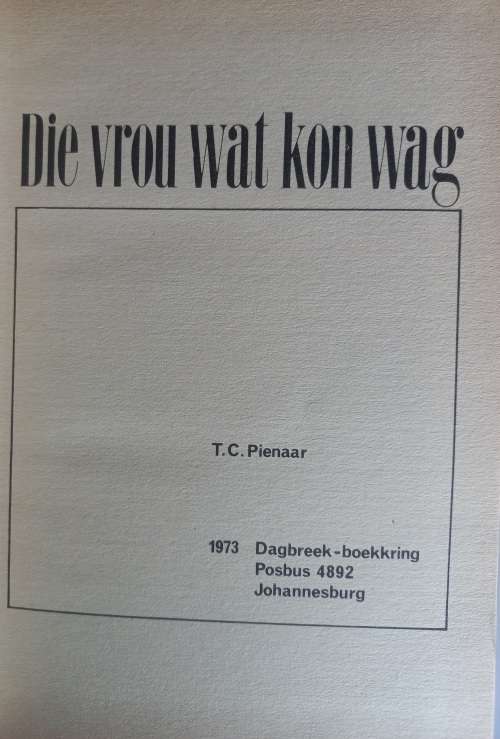 Die vrou wat kon wag
T.C. Pienaar
1973 Dagbreek-boekkring
Posbus 4892
Johannesburg